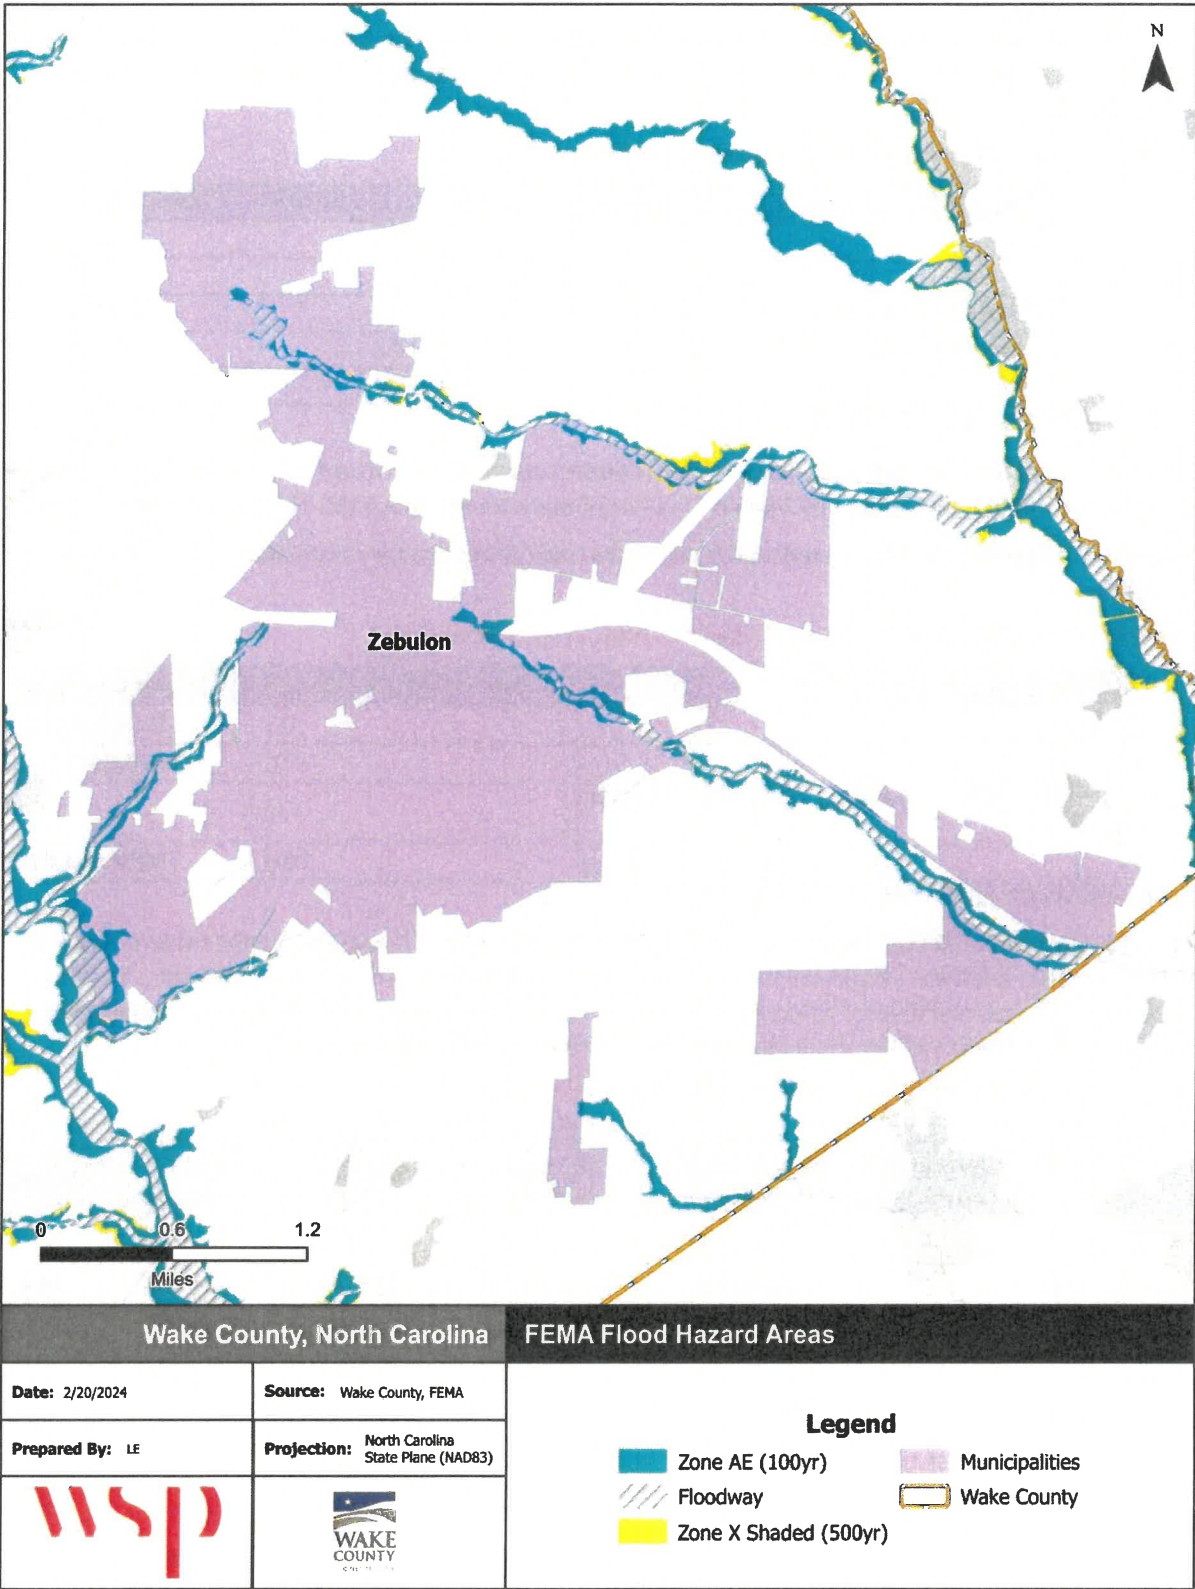 N
Zebulon
0 0.6 1.2
Miles
Wake County, North Carolina
FEMA Flood Hazard Areas
Date: 2/20/2024
Source: Wake County, FEMA
Prepared By: LE
Projection: North Carolina
State Plane (NAD83)
Legend
Zone AE (100yr)
Floodway
Zone X Shaded (500yr)
Municipalities
Wake County
wsp
WAKE
COUNTY